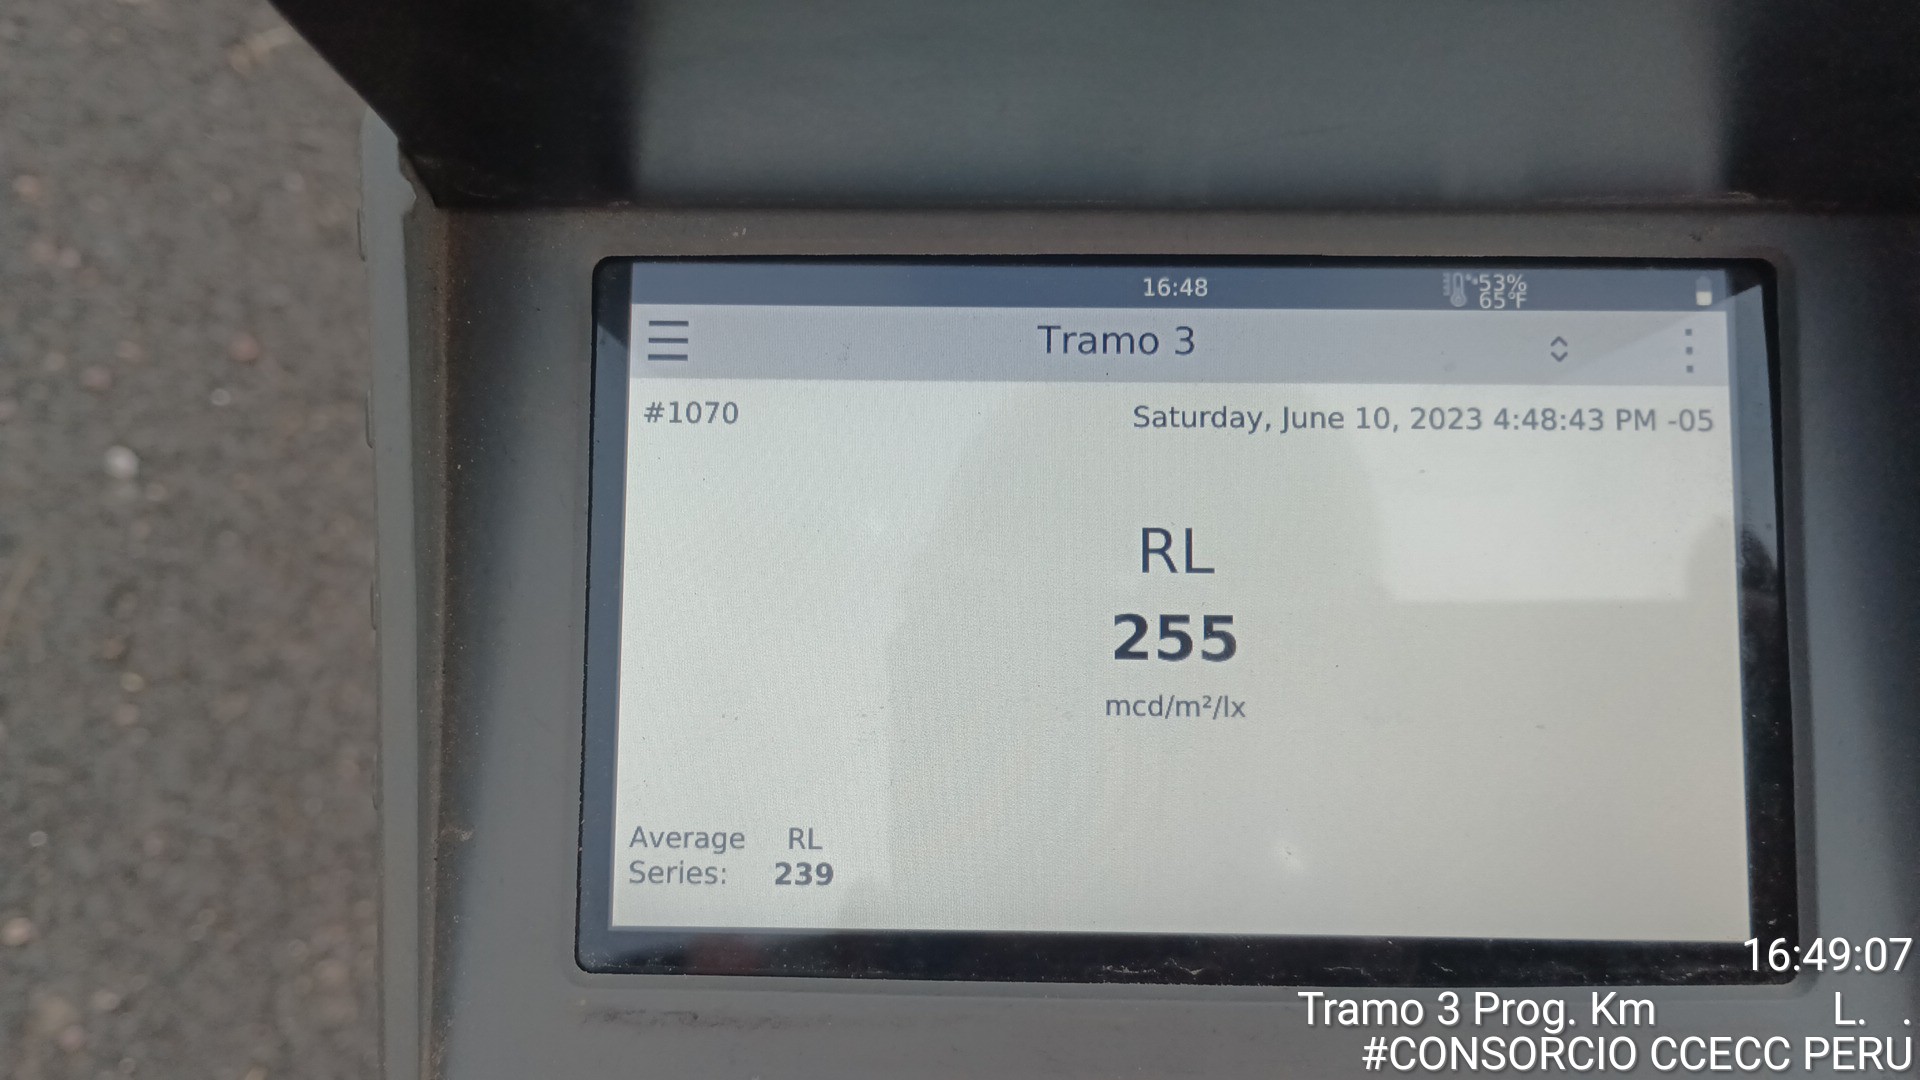 16:48
53%
65°F
Tramo 3
#1070
Saturday, June 10, 2023 4:48:43 PM -05
RL
255
mcd/m²/lx
Average RL
Series: 239
16:49:07
Tramo 3 Prog. Km L. .
#CONSORCIO CCECC PERU